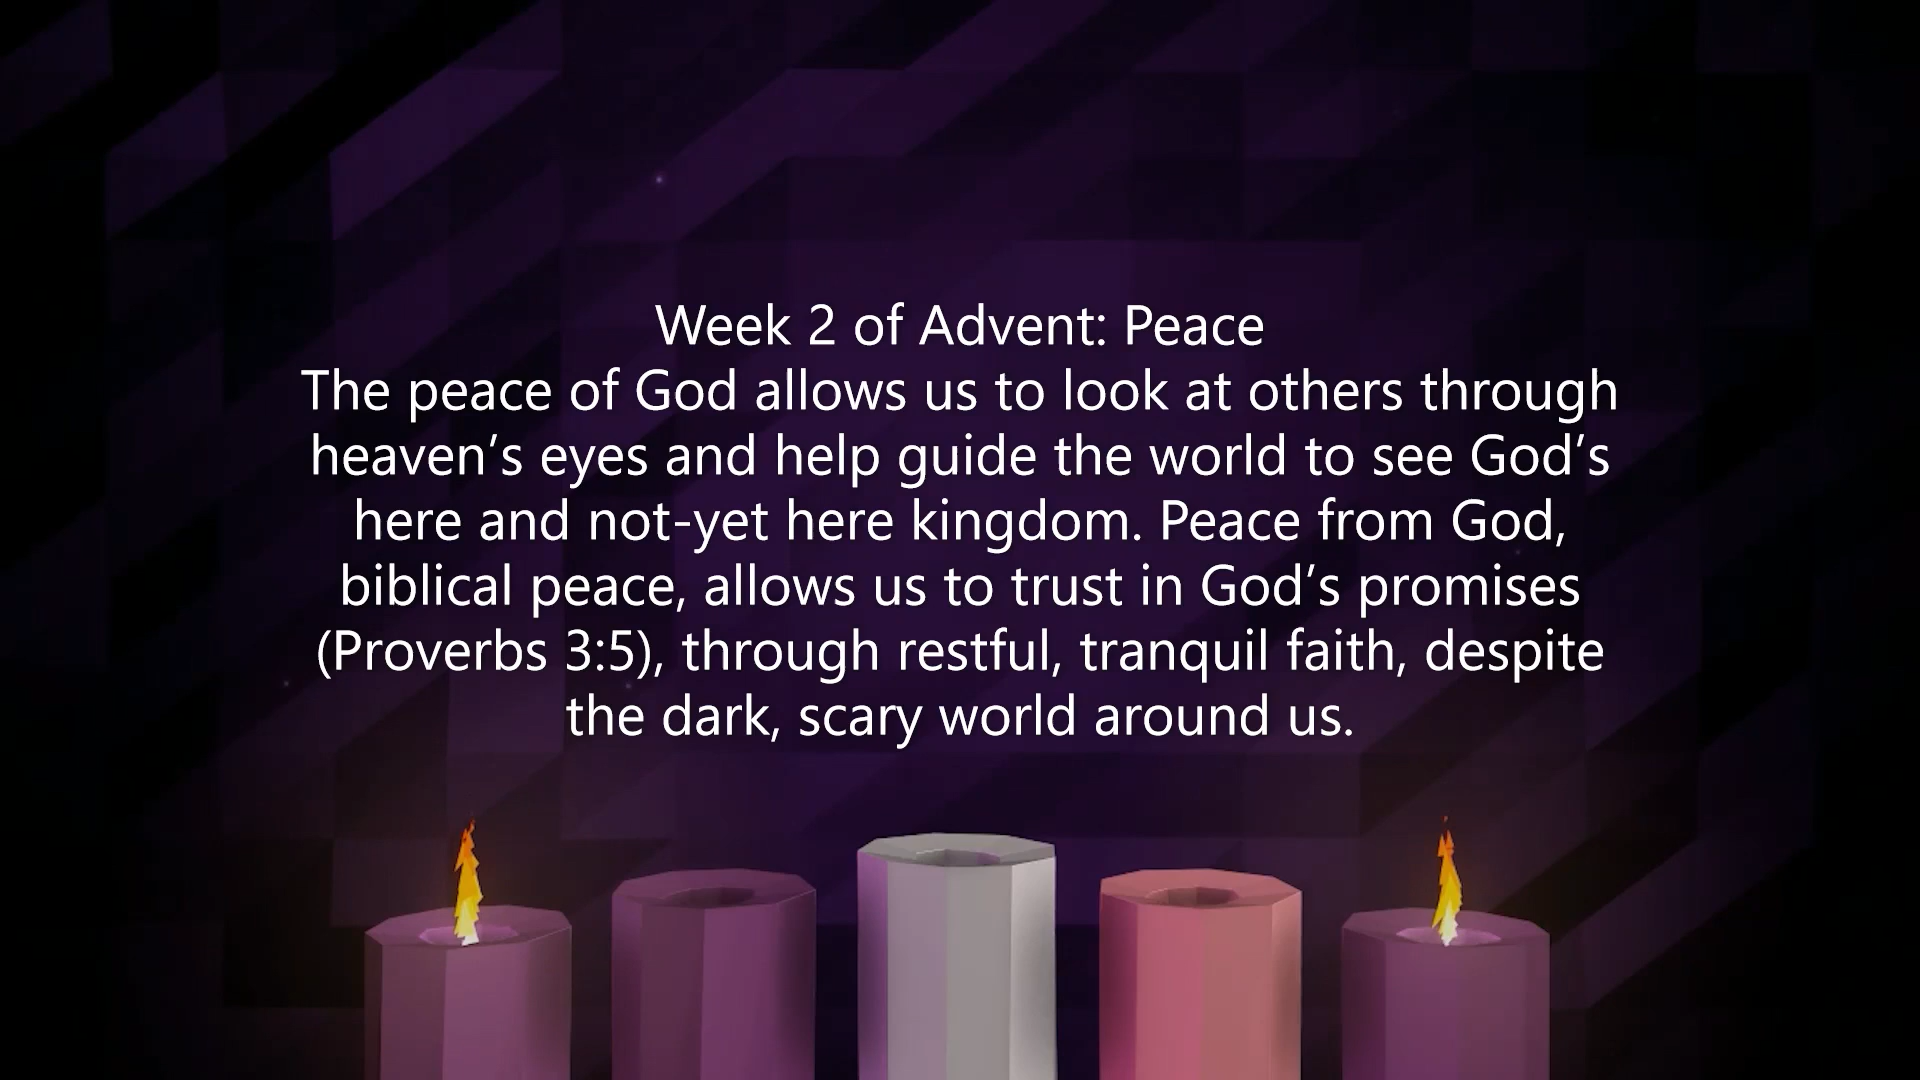 Week 2 of Advent: Peace
The peace of God allows us to look at others through
heaven’s eyes and help guide the world to see God’s
here and not-yet here kingdom. Peace from God,
biblical peace, allows us to trust in God’s promises
(Proverbs 3:5), through restful, tranquil faith, despite
the dark, scary world around us.